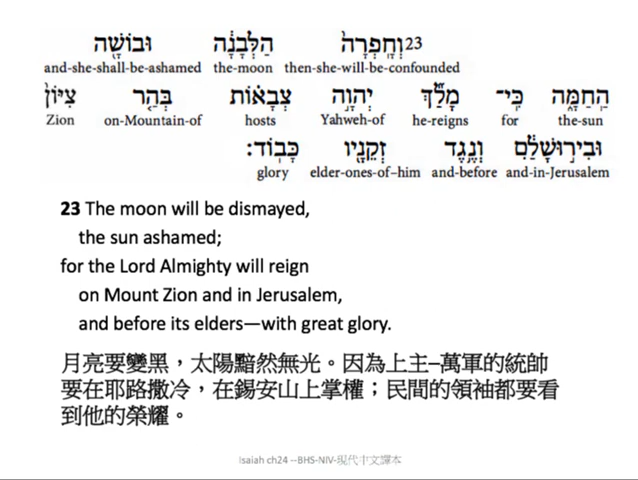 23 וְחָֽפְרָה֙ הַלְּבָנָ֔ה וּבוֹשָׁ֖ה
and-she-shall-be-ashamed the-moon then-she-will-be-confounded
הַֽחַמָּ֑ה כִּֽי־ מָלַ֞ךְ יְהוָ֣ה צְבָא֗וֹת בְּהַ֤ר צִיּוֹן֙
Zion on-Mountain-of hosts Yahweh-of he-reigns for the-sun
וּבִיר֣וּשָׁלִַ֔ם וְנֶ֥גֶד זְקֵנָ֖יו כָּבֽוֹד׃
glory elder-ones-of–him and-before and-in-Jerusalem
23 The moon will be dismayed,
the sun ashamed;
for the Lord Almighty will reign
on Mount Zion and in Jerusalem,
and before its elders—with great glory.
月亮要變黑，太陽黯然無光。因為上主–萬軍的統帥
要在耶路撒冷，在錫安山上掌權；民間的領袖都要看
到他的榮耀。
Isaiah ch24 --BHS-NIV-現代中文譯本